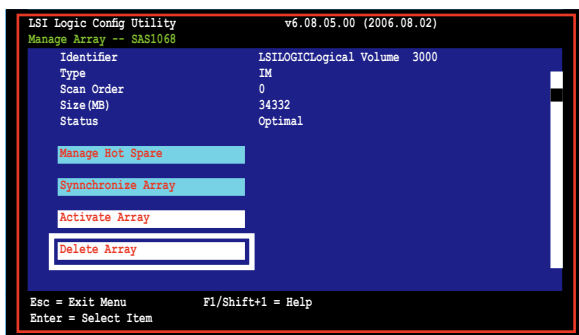 LSI Logic Config Utility v6.08.05.00 (2006.08.02)
Manage Array -- SAS1068
Identifier LSILOGICLogical Volume 3000
Type IM
Scan Order 0
Size(MB) 34332
Status Optimal
Manage Hot Spare
Synnchronize Array
Activate Array
Delete Array
Esc = Exit Menu F1/Shift+1 = Help
Enter = Select Item